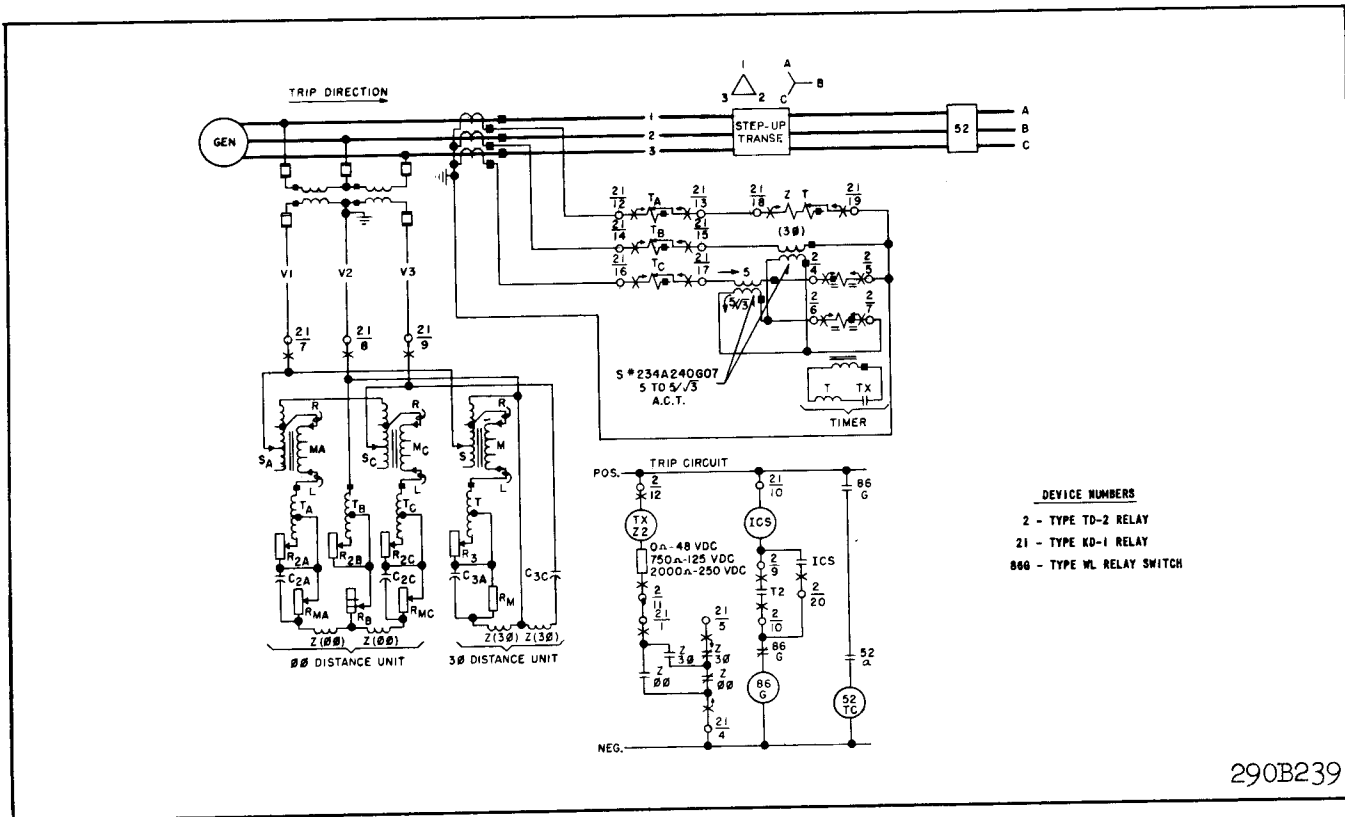 TRIP DIRECTION
GEN
1
2
3
1
3 2
A
B
C
STEP-UP
TRANSF.
52
A
B
C
21/12
TA
21/13
21/18
Z
T
21/19
(3Ø)
21/14
TB
21/15
21/16
TC
21/17
5
5/√3
2/4
2/5
2/6
2/7
S#234A240G07
5 TO 5/√3
A.C.T.
T
TX
TIMER
V1
V2
V3
21/7
21/8
21/9
R
SA
MA
L
R
SC
MC
L
R
S
M
L
TA
TB
TC
T
R2A
R2B
R2C
R3
C2A
C2C
C3A
C3C
RMA
RB
RMC
RM
Z(ØØ)
Z(ØØ)
Z(3Ø)
Z(3Ø)
ØØ DISTANCE UNIT
3Ø DISTANCE UNIT
TRIP CIRCUIT
POS.
2/12
TX
Z2
0Ω-48 VDC
750Ω-125 VDC
2000Ω-250 VDC
2/11
21/1
Z
3Ø
Z
ØØ
21/5
Z
3Ø
Z
ØØ
21/4
21/10
ICS
ICS
2/9
T2
2/10
2/20
86
G
86
G
86
G
52
a
52
TC
NEG.
DEVICE NUMBERS
2 - TYPE TD-2 RELAY
21 - TYPE KD-1 RELAY
86G - TYPE WL RELAY SWITCH
290B239